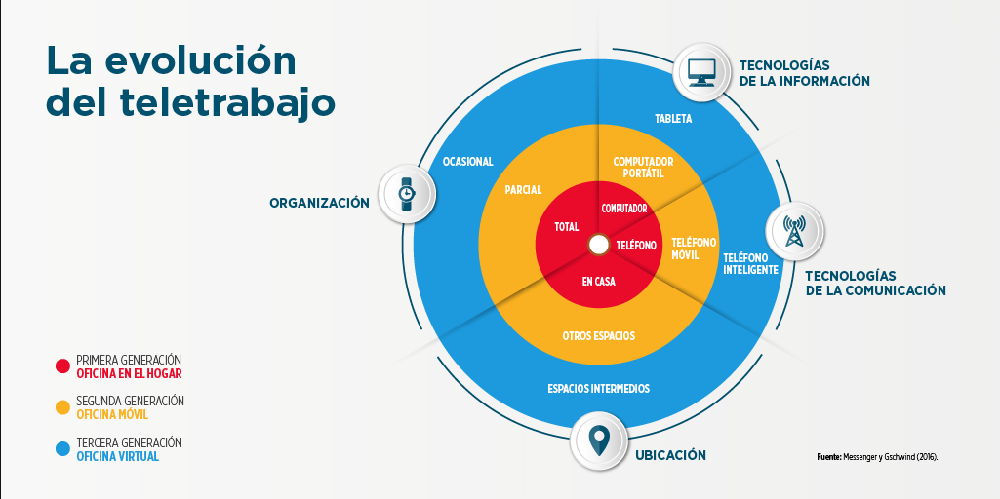 La evolución
del teletrabajo
TECNOLOGÍAS
DE LA INFORMACIÓN
TABLETA
OCASIONAL
COMPUTADOR
PORTÁTIL
PARCIAL
ORGANIZACIÓN
COMPUTADOR
TOTAL
TELÉFONO
TELÉFONO
MÓVIL
TELÉFONO
INTELIGENTE
TECNOLOGÍAS
DE LA COMUNICACIÓN
EN CASA
OTROS ESPACIOS
ESPACIOS INTERMEDIOS
UBICACIÓN
PRIMERA GENERACIÓN
OFICINA EN EL HOGAR
SEGUNDA GENERACIÓN
OFICINA MÓVIL
TERCERA GENERACIÓN
OFICINA VIRTUAL
Fuente: Messenger y Gschwind (2016).